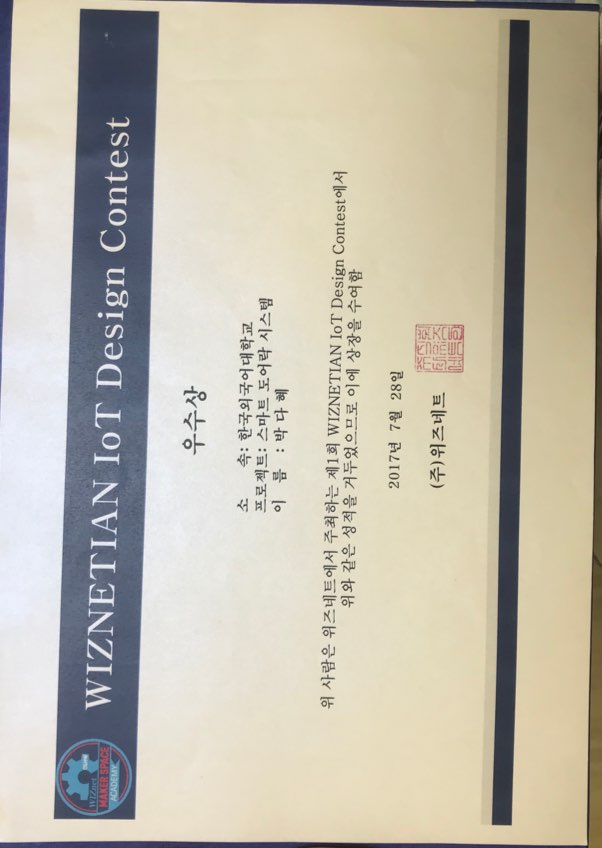 WIZnet
MAKER SPACE
ACADEMY
WIZNETIAN IoT Design Contest
우수상
소 속: 한국외국어대학교
프로젝트: 스마트 도어락 시스템
이 름 : 박다혜
위 사람은 위즈네트에서 주최하는 제1회 WIZNETIAN IoT Design Contest에서
위와 같은 성적을 거두었으므로 이에 상장을 수여함
2017년 7월 28일
(주)위즈네트